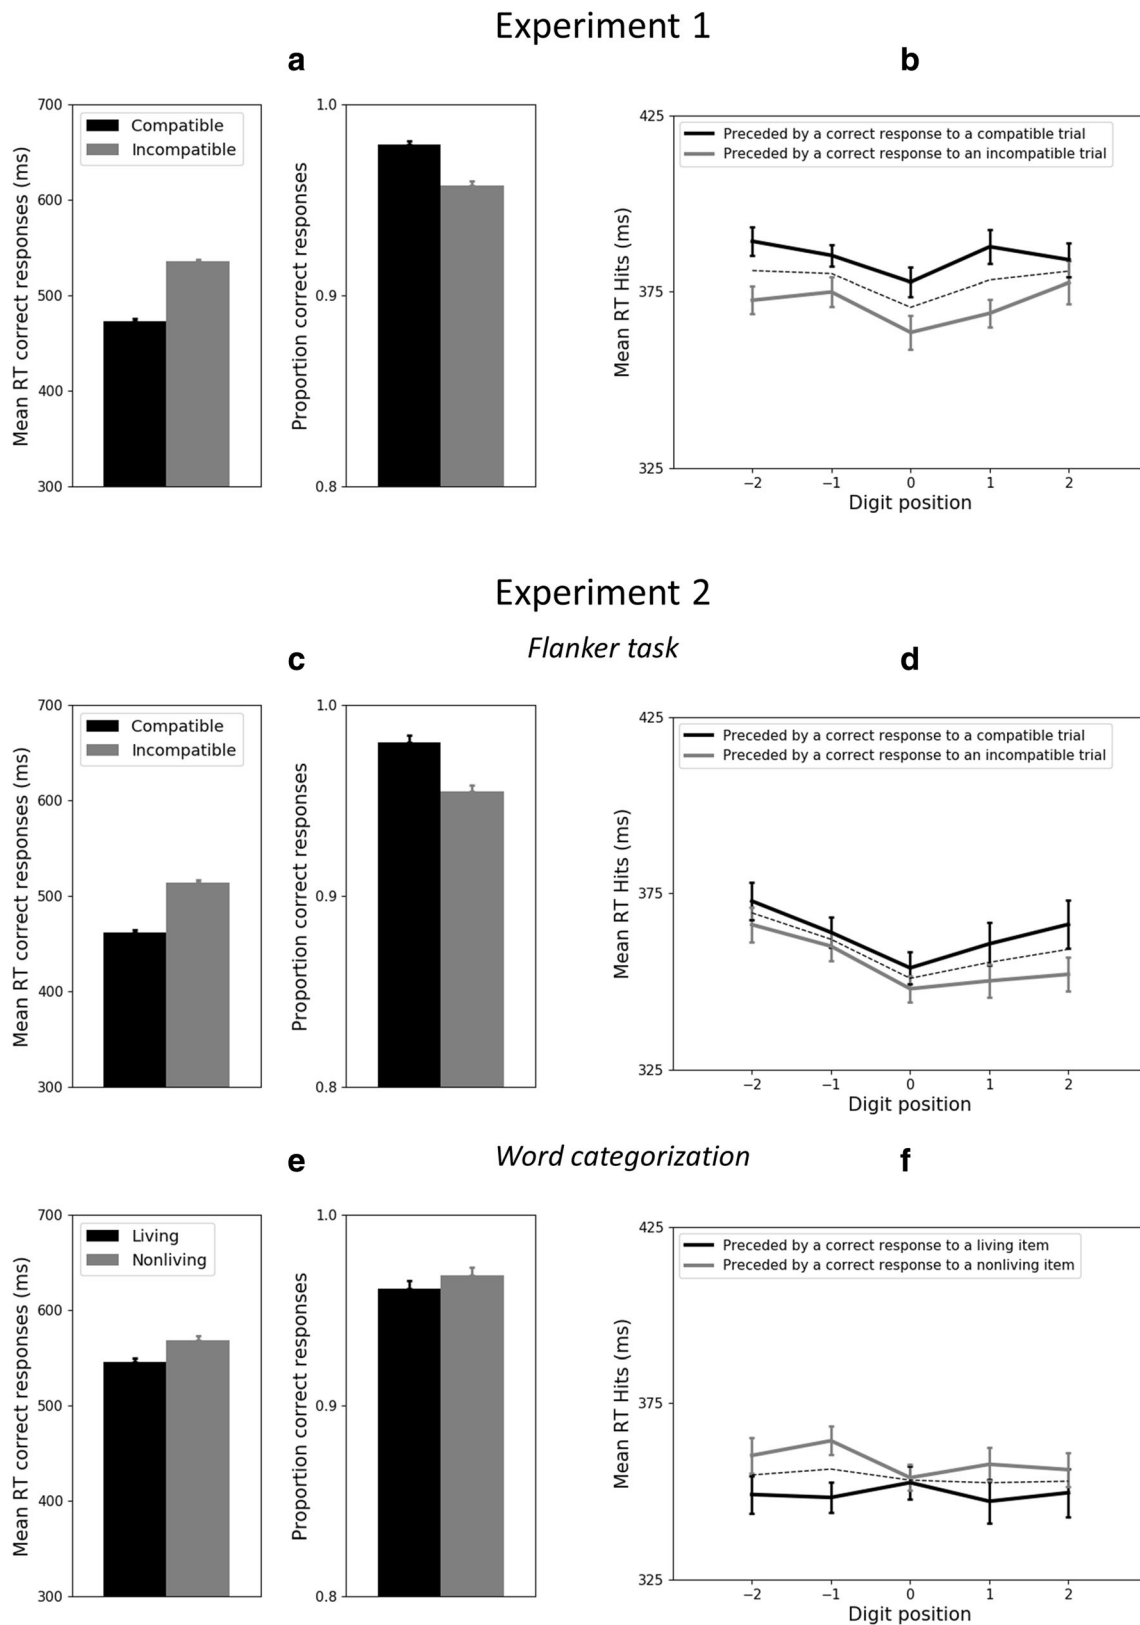 Experiment 1
a
b
700
600
500
400
300
Mean RT correct responses (ms)
Compatible
Incompatible
1.0
0.9
0.8
Proportion correct responses
425
375
325
Mean RT Hits (ms)
Preceded by a correct response to a compatible trial
Preceded by a correct response to an incompatible trial
−2 −1 0 1 2
Digit position
Experiment 2
Flanker task
c
d
700
600
500
400
300
Mean RT correct responses (ms)
Compatible
Incompatible
1.0
0.9
0.8
Proportion correct responses
425
375
325
Mean RT Hits (ms)
Preceded by a correct response to a compatible trial
Preceded by a correct response to an incompatible trial
−2 −1 0 1 2
Digit position
Word categorization
e
f
700
600
500
400
300
Mean RT correct responses (ms)
Living
Nonliving
1.0
0.9
0.8
Proportion correct responses
425
375
325
Mean RT Hits (ms)
Preceded by a correct response to a living item
Preceded by a correct response to a nonliving item
−2 −1 0 1 2
Digit position